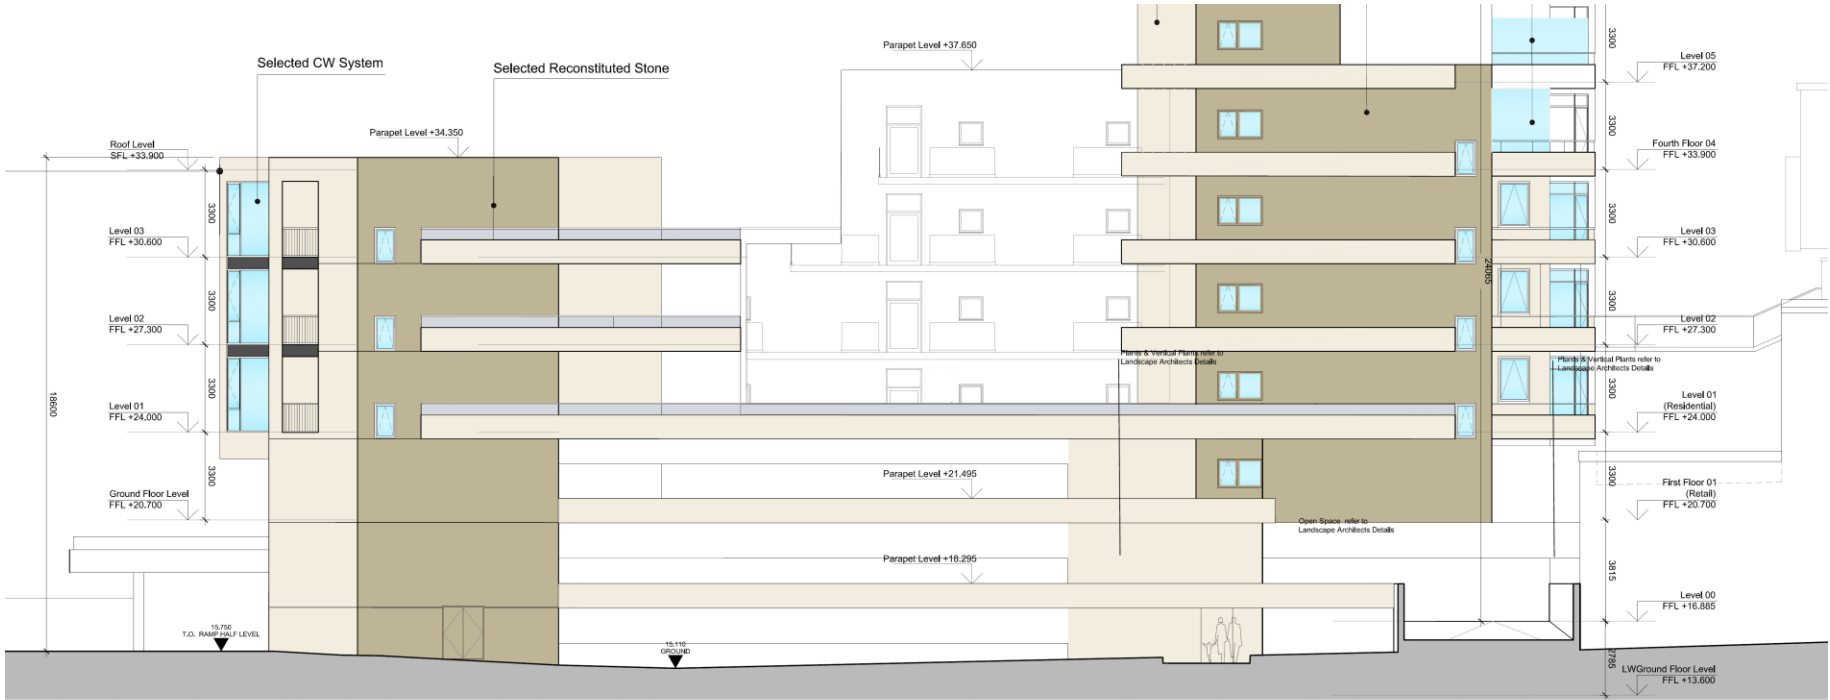 Selected CW System
Selected Reconstituted Stone
Parapet Level +37.650
Parapet Level +34.350
Roof Level
SFL +33.900
Level 03
FFL +30.600
Level 02
FFL +27.300
Level 01
FFL +24.000
Ground Floor Level
FFL +20.700
18600
3300
3300
3300
3300
15,750
T.O. RAMP HALF LEVEL
15,110
GROUND
Parapet Level +21.495
Parapet Level +18.295
Plants & Vertical Plants refer to
Landscape Architects Details
Open Space refer to
Landscape Architects Details
24065
Plants & Vertical Plants refer to
Landscape Architects Details
3300
3300
3300
3300
3300
3300
3815
2785
Level 05
FFL +37.200
Fourth Floor 04
FFL +33.900
Level 03
FFL +30.600
Level 02
FFL +27.300
Level 01
(Residential)
FFL +24.000
First Floor 01
(Retail)
FFL +20.700
Level 00
FFL +16.885
LWGround Floor Level
FFL +13.600